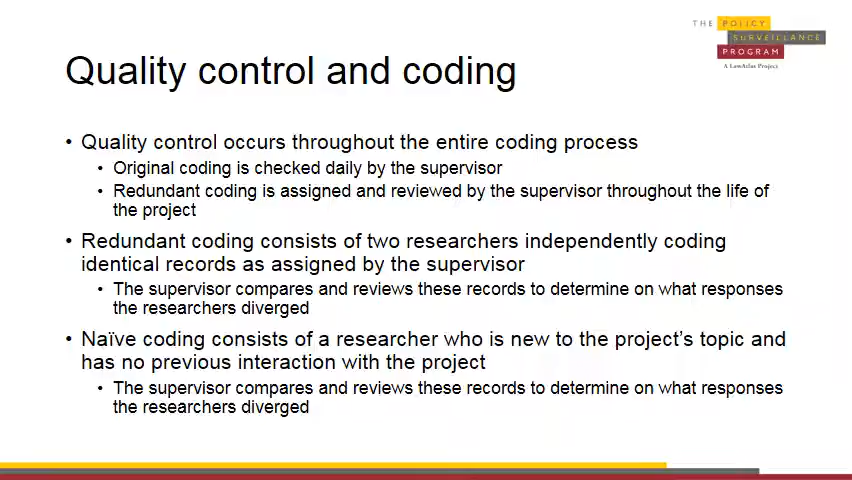 THE POLICY
SURVEILLANCE
PROGRAM
A LawAtlas Project
Quality control and coding
• Quality control occurs throughout the entire coding process
• Original coding is checked daily by the supervisor
• Redundant coding is assigned and reviewed by the supervisor throughout the life of
the project
• Redundant coding consists of two researchers independently coding
identical records as assigned by the supervisor
• The supervisor compares and reviews these records to determine on what responses
the researchers diverged
• Naïve coding consists of a researcher who is new to the project's topic and
has no previous interaction with the project
• The supervisor compares and reviews these records to determine on what responses
the researchers diverged